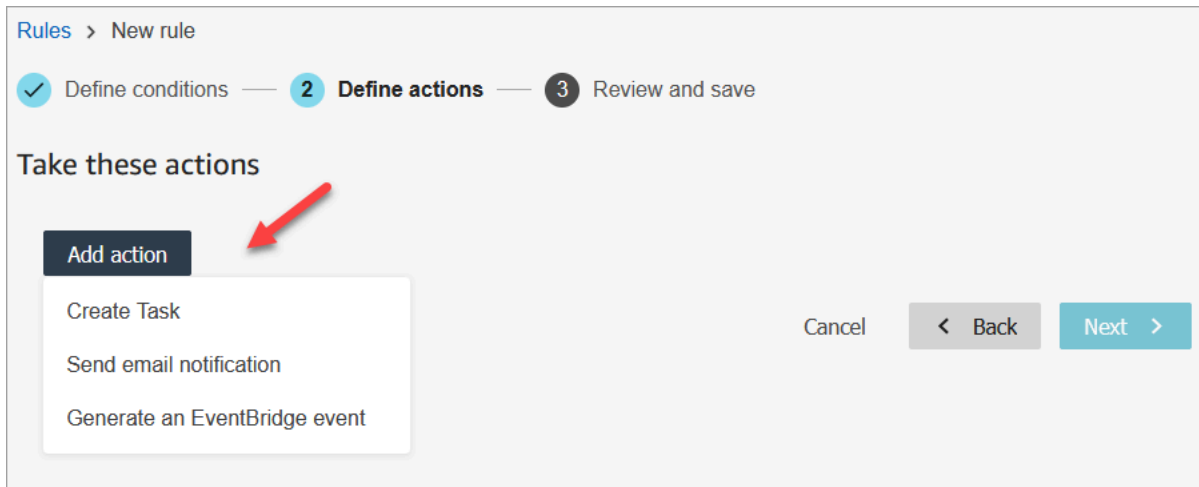 Rules > New rule
Define conditions — 2 Define actions — 3 Review and save
Take these actions
Add action
Create Task
Send email notification
Generate an EventBridge event
Cancel < Back Next >